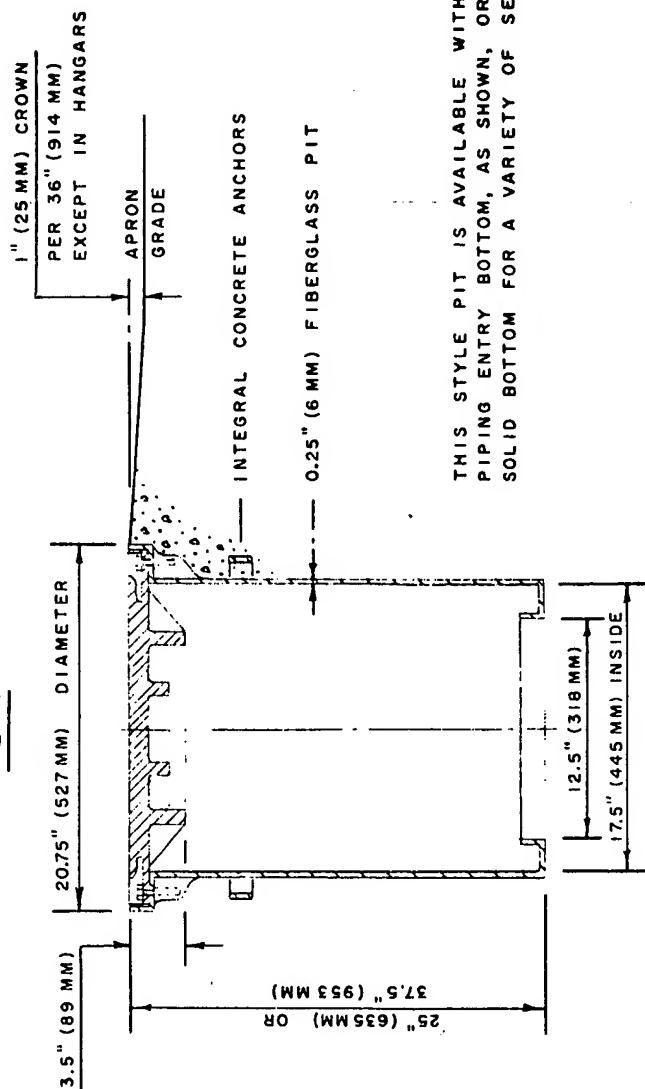 1" (25 MM) CROWN
PER 36" (914 MM)
EXCEPT IN HANGARS
APRON
GRADE
20.75" (527 MM) DIAMETER
3.5" (89 MM)
INTEGRAL CONCRETE ANCHORS
0.25" (6 MM) FIBERGLASS PIT
25" (635 MM) OR
37.5" (953 MM)
12.5" (318 MM)
17.5" (445 MM) INSIDE
THIS STYLE PIT IS AVAILABLE WITH
PIPING ENTRY BOTTOM, AS SHOWN, OR
SOLID BOTTOM FOR A VARIETY OF SE